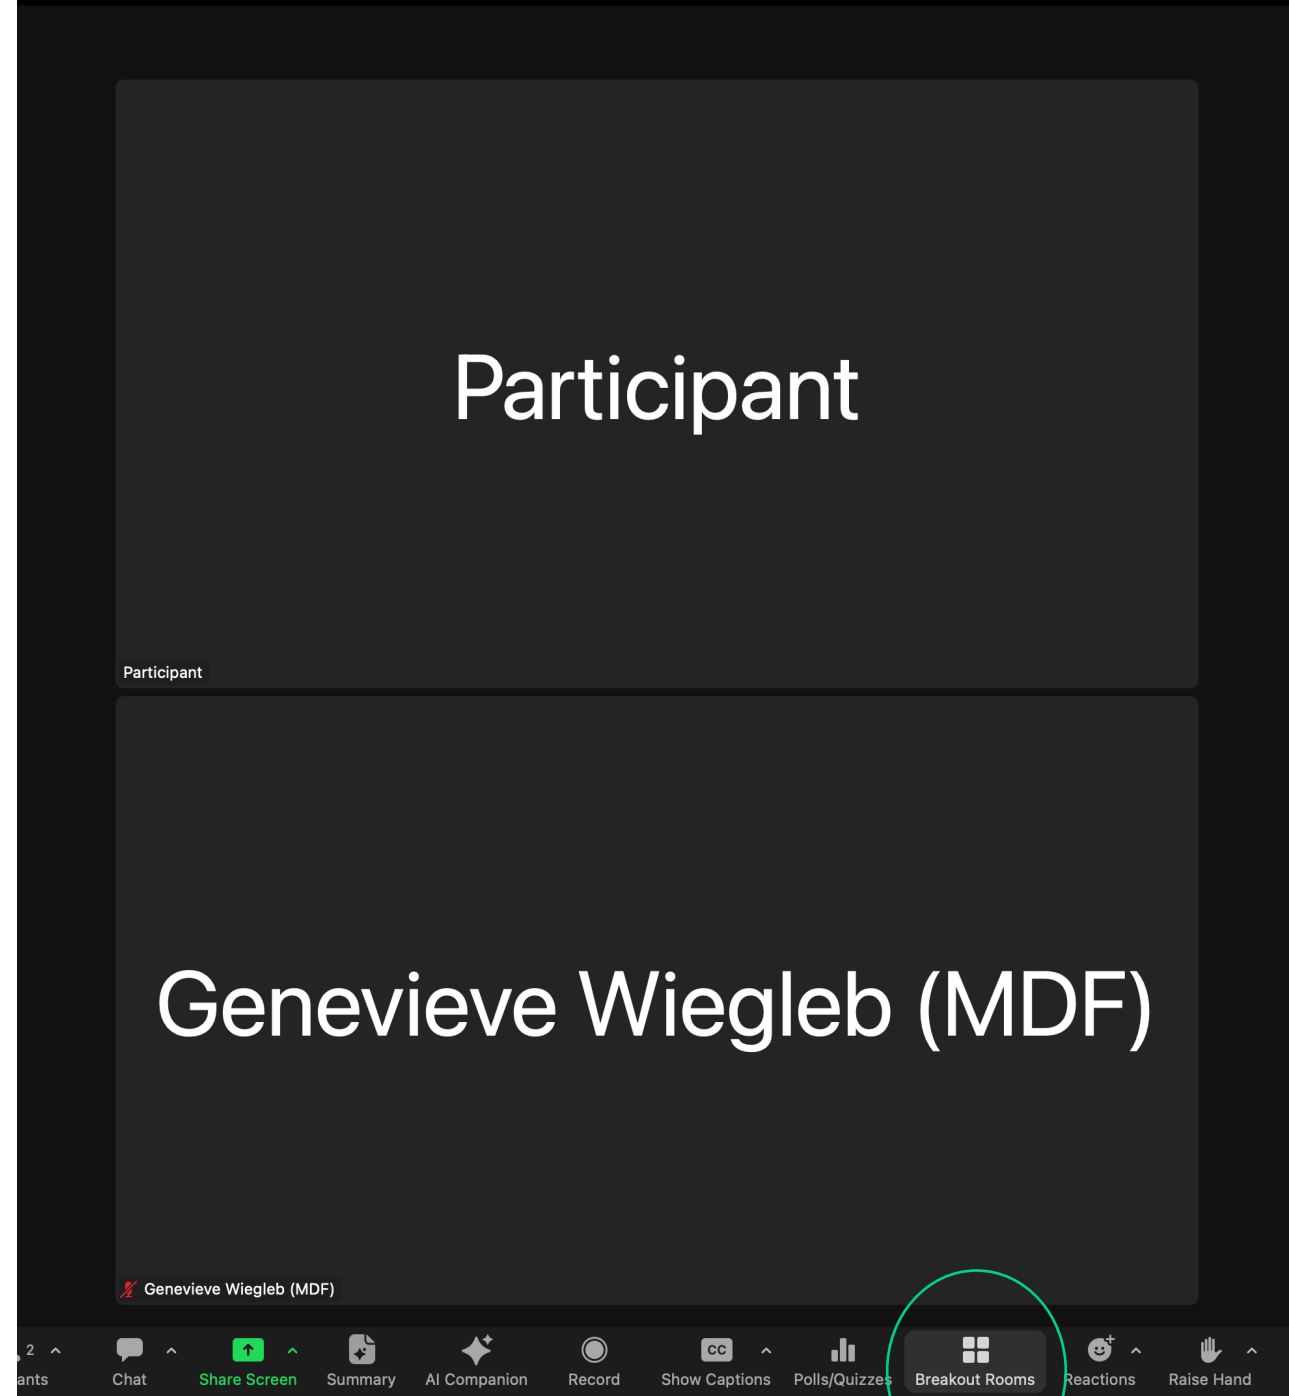 Participant
Participant
Genevieve Wiegleb (MDF)
Genevieve Wiegleb (MDF)
2
ants
Chat
Share Screen
Summary
AI Companion
Record
CC
Show Captions
Polls/Quizzes
Breakout Rooms
Reactions
Raise Hand